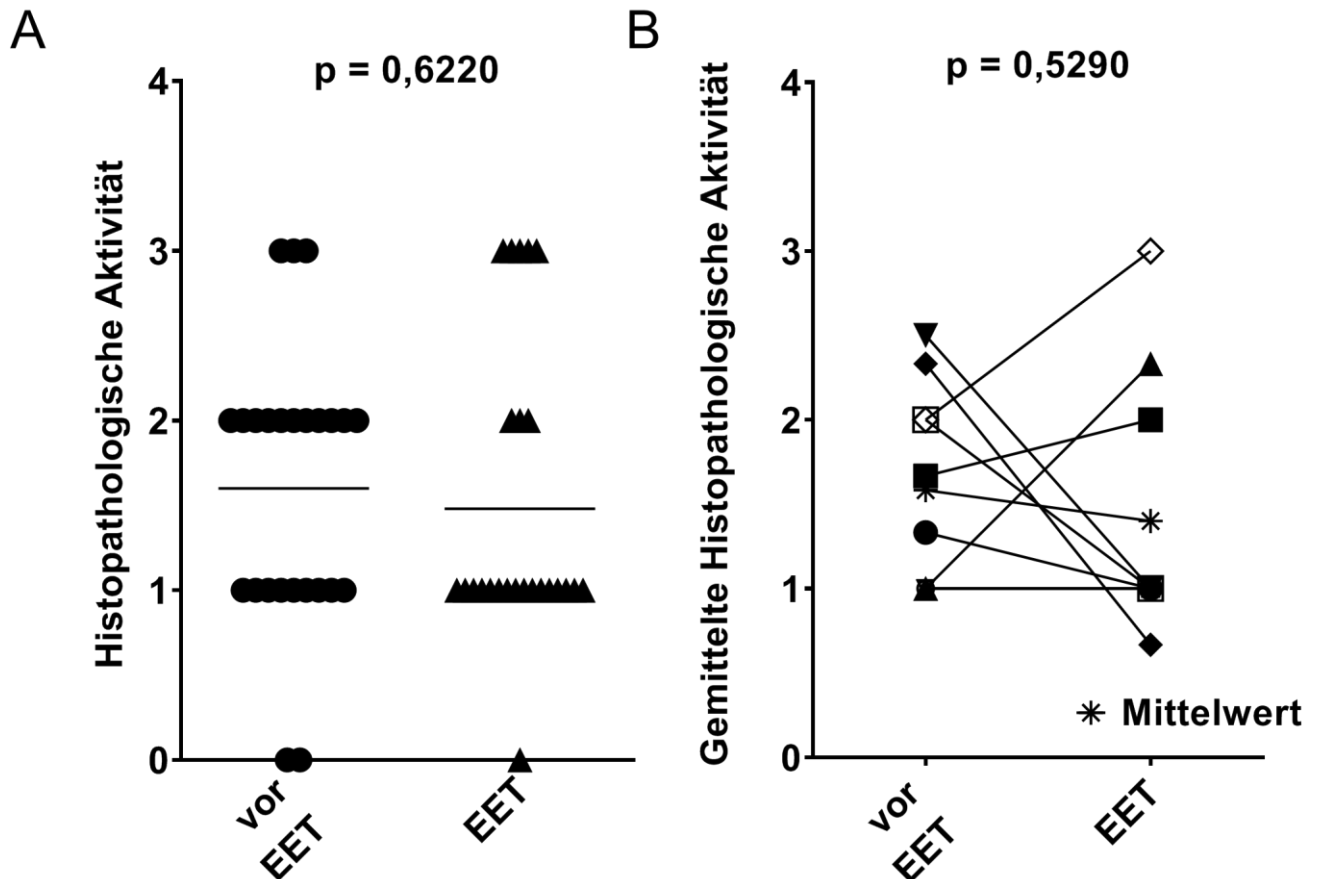 A
p = 0,6220
Histopathologische Aktivität
4
3
2
1
0
vor
EET
EET
B
p = 0,5290
Gemittelte Histopathologische Aktivität
4
3
2
1
0
Mittelwert
vor
EET
EET